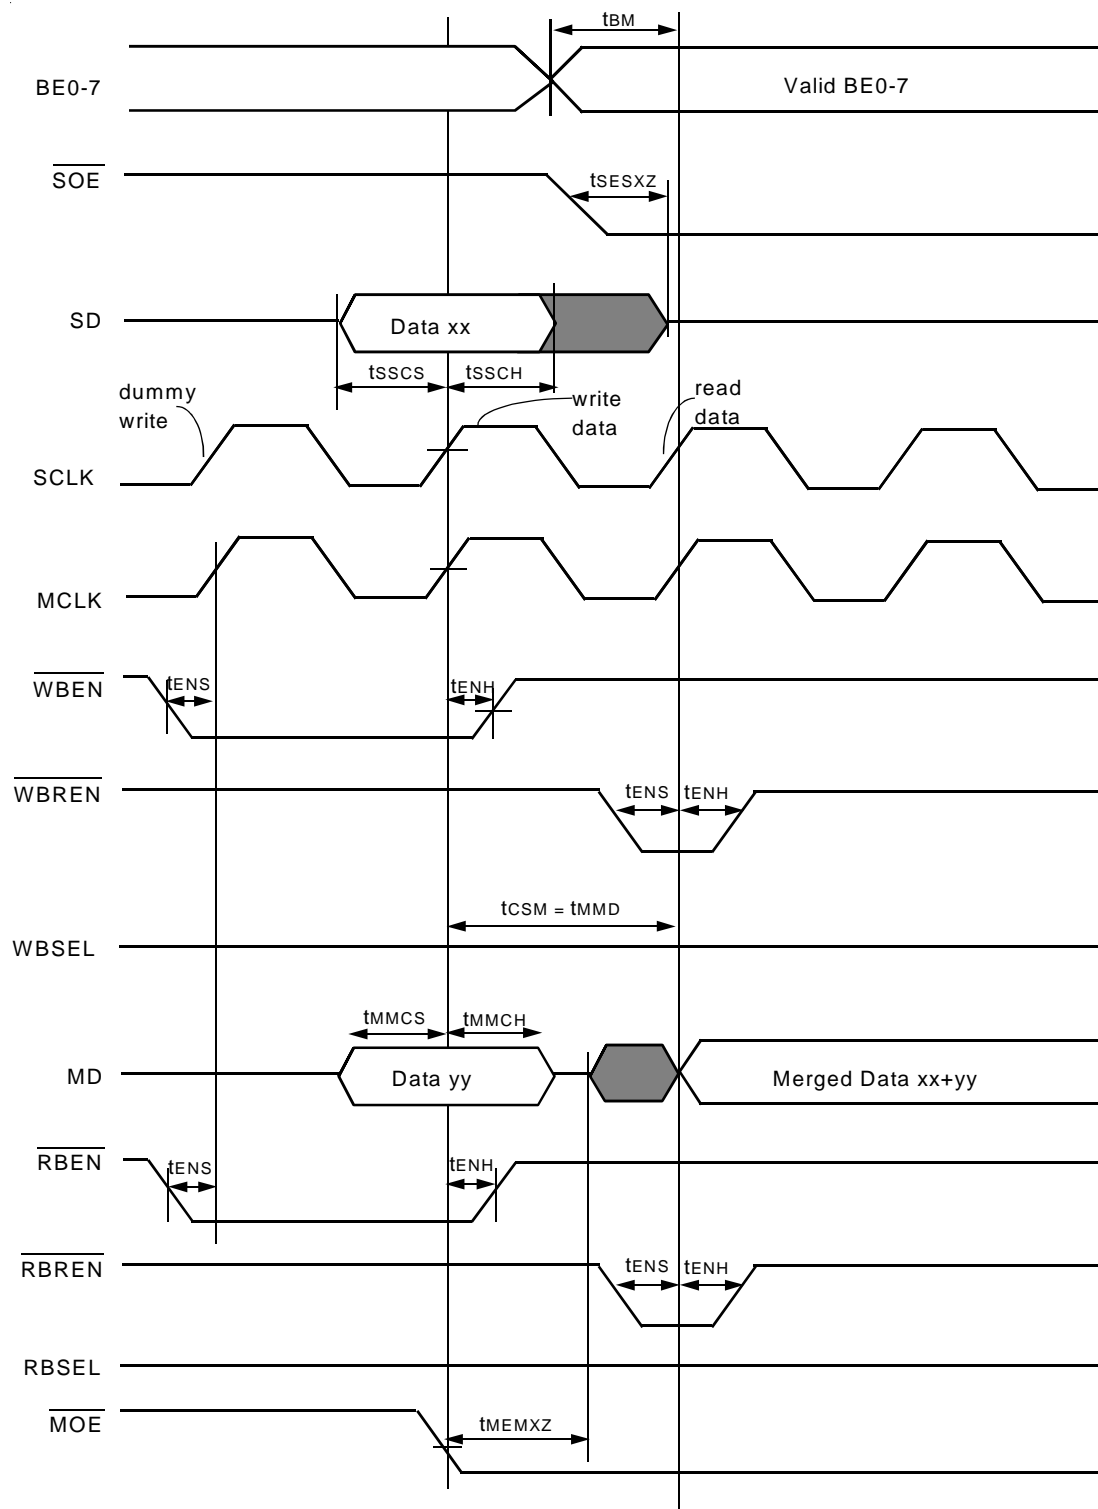 tBM
BE0-7
Valid BE0-7
SOE
tSESXZ
SD
Data xx
tSSCS
tSSCH
dummy
write
write
data
read
data
SCLK
MCLK
WBEN
tENS
tENH
WBREN
tENS
tENH
tCSM = tMMD
WBSEL
tMMCS
tMMCH
MD
Data yy
Merged Data xx+yy
RBEN
tENS
tENH
RBREN
tENS
tENH
RBSEL
MOE
tMEMXZ